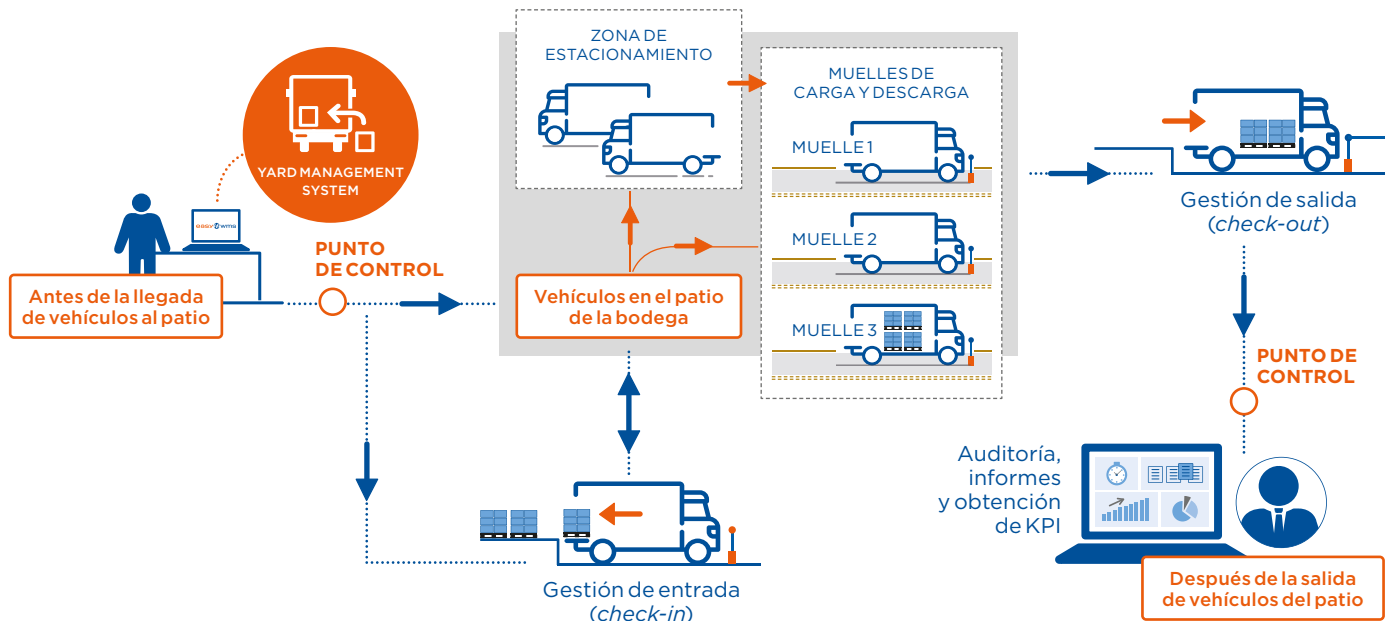 YARD MANAGEMENT
SYSTEM
easy wms
Antes de la llegada
de vehículos al patio
PUNTO
DE CONTROL
ZONA DE
ESTACIONAMIENTO
Vehículos en el patio
de la bodega
MUELLES DE
CARGA Y DESCARGA
MUELLE 1
MUELLE 2
MUELLE 3
Gestión de entrada
(check-in)
Gestión de salida
(check-out)
PUNTO DE
CONTROL
Auditoría,
informes
y obtención
de KPI
Después de la salida
de vehículos del patio